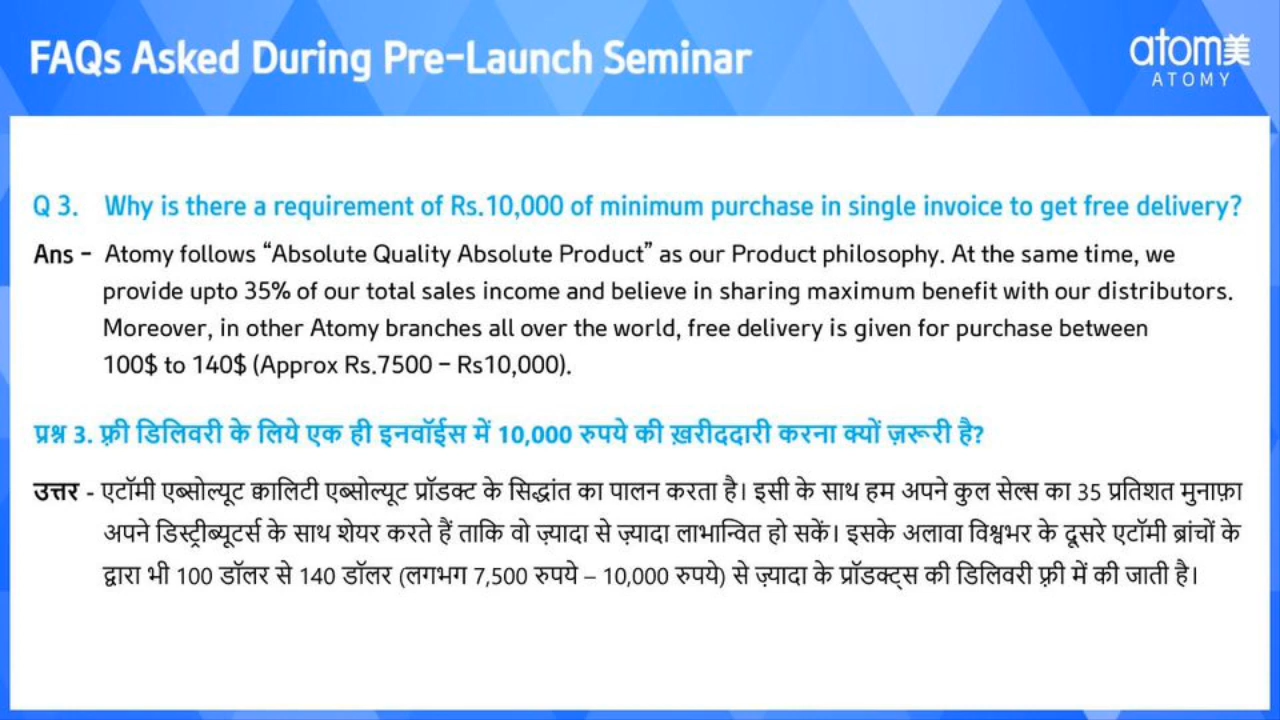 FAQs Asked During Pre-Launch Seminar
atom美
ATOMY
Q 3. Why is there a requirement of Rs.10,000 of minimum purchase in single invoice to get free delivery?
Ans - Atomy follows “Absolute Quality Absolute Product” as our Product philosophy. At the same time, we
provide upto 35% of our total sales income and believe in sharing maximum benefit with our distributors.
Moreover, in other Atomy branches all over the world, free delivery is given for purchase between
100$ to 140$ (Approx Rs.7500 – Rs10,000).
प्रश्न 3. फ़्री डिलिवरी के लिये एक ही इनवॉईस में 10,000 रुपये की ख़रीददारी करना क्यों ज़रूरी है?
उत्तर - एटॉमी एब्सोल्यूट क्वालिटी एब्सोल्यूट प्रॉडक्ट के सिद्धांत का पालन करता है। इसी के साथ हम अपने कुल सेल्स का 35 प्रतिशत मुनाफ़ा
अपने डिस्ट्रीब्यूटर्स के साथ शेयर करते हैं ताकि वो ज़्यादा से ज़्यादा लाभान्वित हो सकें। इसके अलावा विश्वभर के दूसरे एटॉमी ब्रांचों के
द्वारा भी 100 डॉलर से 140 डॉलर (लगभग 7,500 रुपये – 10,000 रुपये) से ज़्यादा के प्रॉडक्ट्स की डिलिवरी फ़्री में की जाती है।